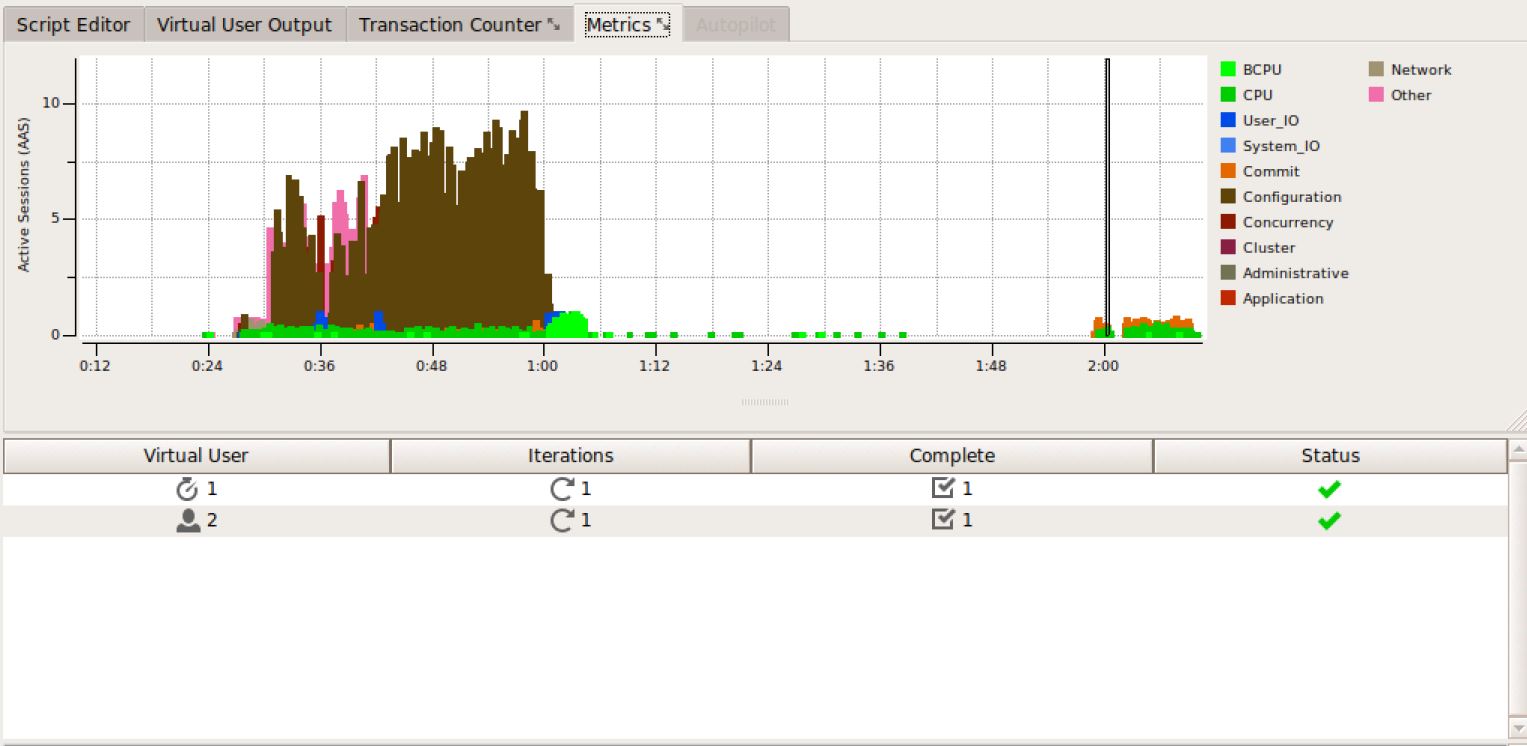 Script Editor Virtual User Output Transaction Counter Metrics Autopilot
BCPU Network
CPU Other
User_IO
System_IO
Commit
Configuration
Concurrency
Cluster
Administrative
Application
Active Sessions (AAS)
10
5
0
0:12 0:24 0:36 0:48 1:00 1:12 1:24 1:36 1:48 2:00
Virtual User Iterations Complete Status
1 1 1
2 1 1